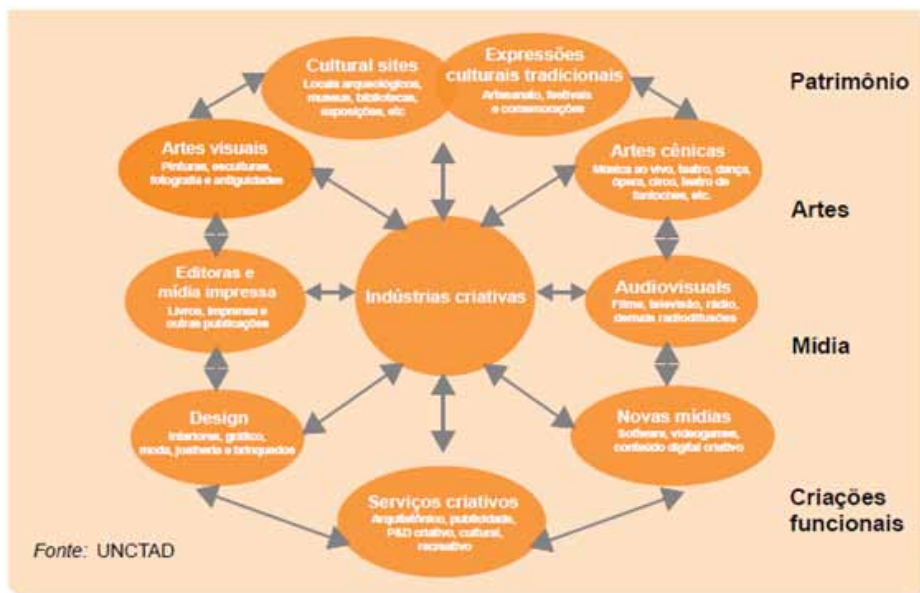 Cultural sites
Locais arqueológicos,
museus, bibliotecas,
exposições, etc
Expressões
culturais tradicionais
Artesanato, festivais
e comemorações
Patrimônio
Artes visuais
Pinturas, esculturas,
fotografia e antiguidades
Artes cênicas
Música ao vivo, teatro, dança,
ópera, circo, teatro de
fantoches, etc.
Artes
Editoras e
mídia impressa
Livros, imprensa e
outras publicações
Indústrias criativas
Audiovisuais
Filme, televisão, rádio,
demais radiodifusões
Mídia
Design
Interiores, gráfico,
moda, joalheria e brinquedos
Novas mídias
Software, videogames,
conteúdo digital criativo
Serviços criativos
Arquitetônico, publicidade,
P&D criativo, cultural,
recreativo
Criações
funcionais
Fonte: UNCTAD